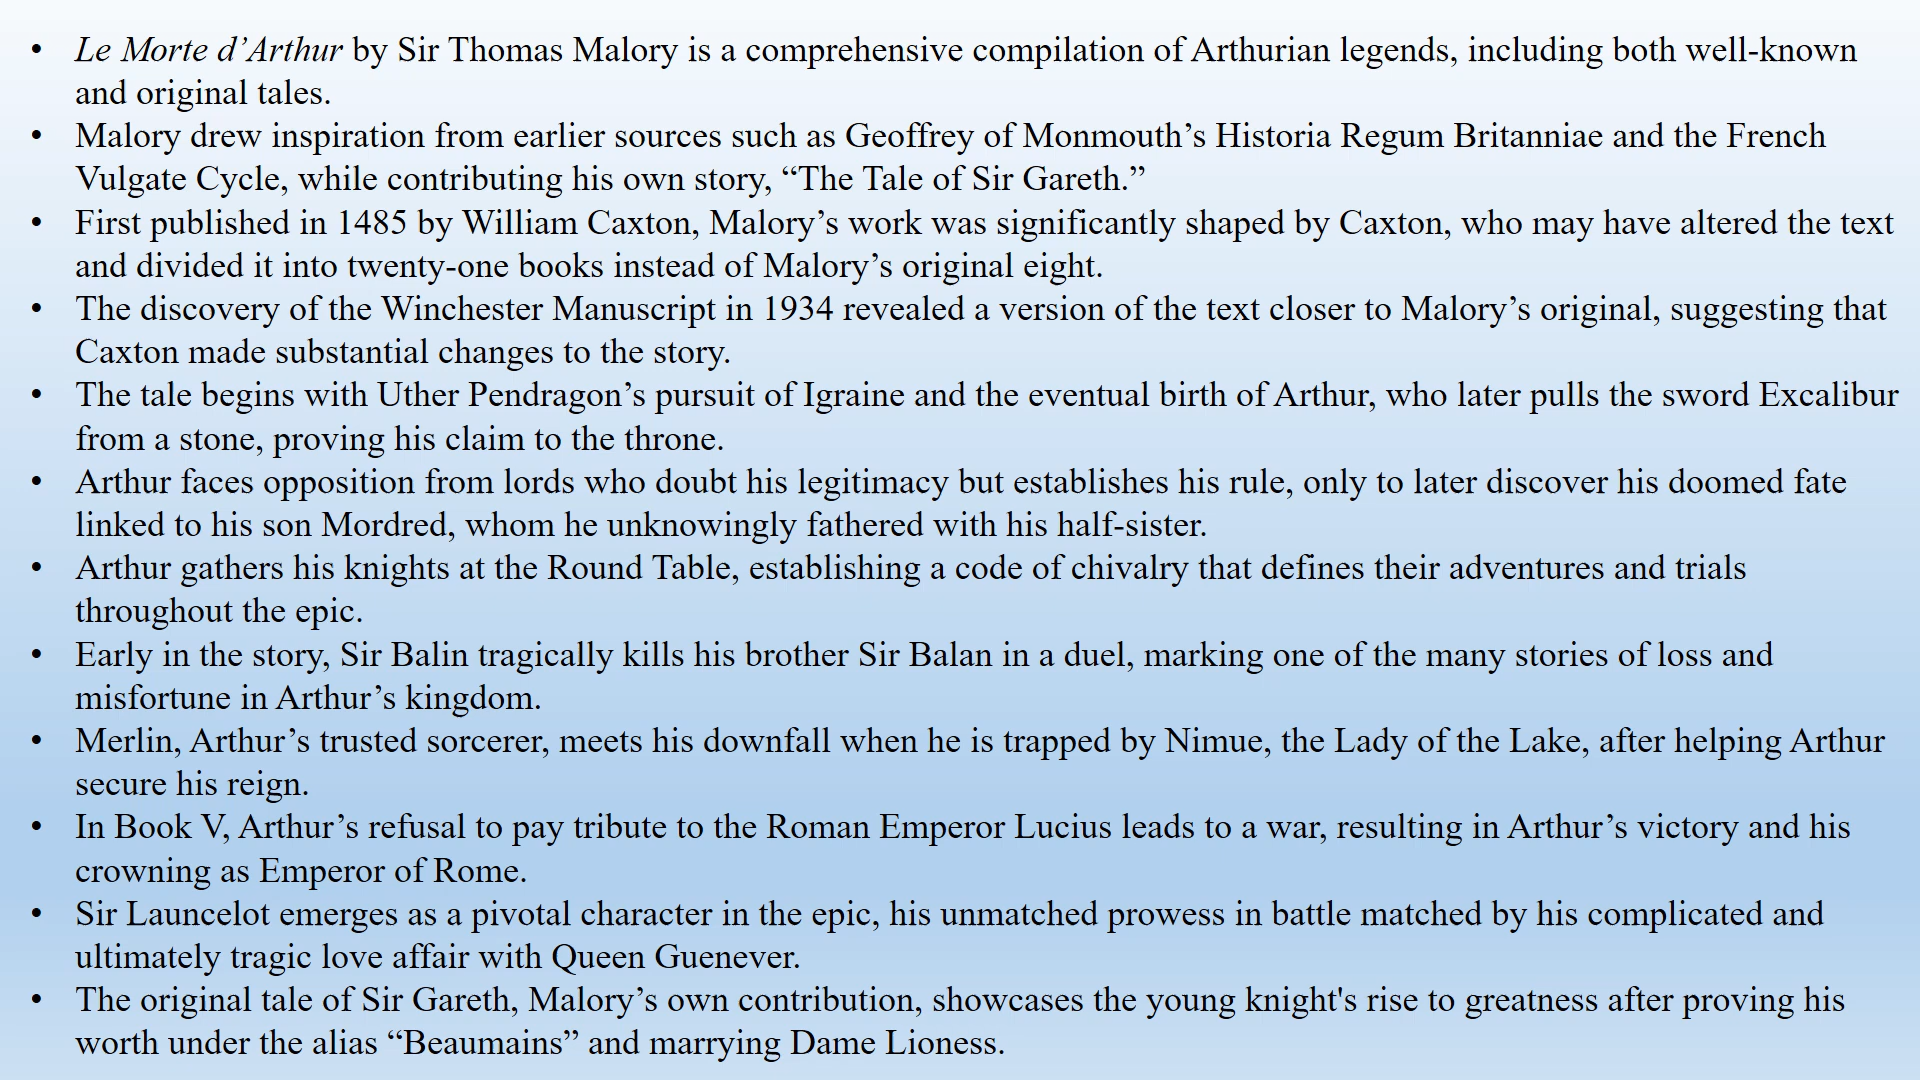 • Le Morte d’Arthur by Sir Thomas Malory is a comprehensive compilation of Arthurian legends, including both well-known
and original tales.
• Malory drew inspiration from earlier sources such as Geoffrey of Monmouth’s Historia Regum Britanniae and the French
Vulgate Cycle, while contributing his own story, “The Tale of Sir Gareth.”
• First published in 1485 by William Caxton, Malory’s work was significantly shaped by Caxton, who may have altered the text
and divided it into twenty-one books instead of Malory’s original eight.
• The discovery of the Winchester Manuscript in 1934 revealed a version of the text closer to Malory’s original, suggesting that
Caxton made substantial changes to the story.
• The tale begins with Uther Pendragon’s pursuit of Igraine and the eventual birth of Arthur, who later pulls the sword Excalibur
from a stone, proving his claim to the throne.
• Arthur faces opposition from lords who doubt his legitimacy but establishes his rule, only to later discover his doomed fate
linked to his son Mordred, whom he unknowingly fathered with his half-sister.
• Arthur gathers his knights at the Round Table, establishing a code of chivalry that defines their adventures and trials
throughout the epic.
• Early in the story, Sir Balin tragically kills his brother Sir Balan in a duel, marking one of the many stories of loss and
misfortune in Arthur’s kingdom.
• Merlin, Arthur’s trusted sorcerer, meets his downfall when he is trapped by Nimue, the Lady of the Lake, after helping Arthur
secure his reign.
• In Book V, Arthur’s refusal to pay tribute to the Roman Emperor Lucius leads to a war, resulting in Arthur’s victory and his
crowning as Emperor of Rome.
• Sir Launcelot emerges as a pivotal character in the epic, his unmatched prowess in battle matched by his complicated and
ultimately tragic love affair with Queen Guenever.
• The original tale of Sir Gareth, Malory’s own contribution, showcases the young knight's rise to greatness after proving his
worth under the alias “Beaumains” and marrying Dame Lioness.